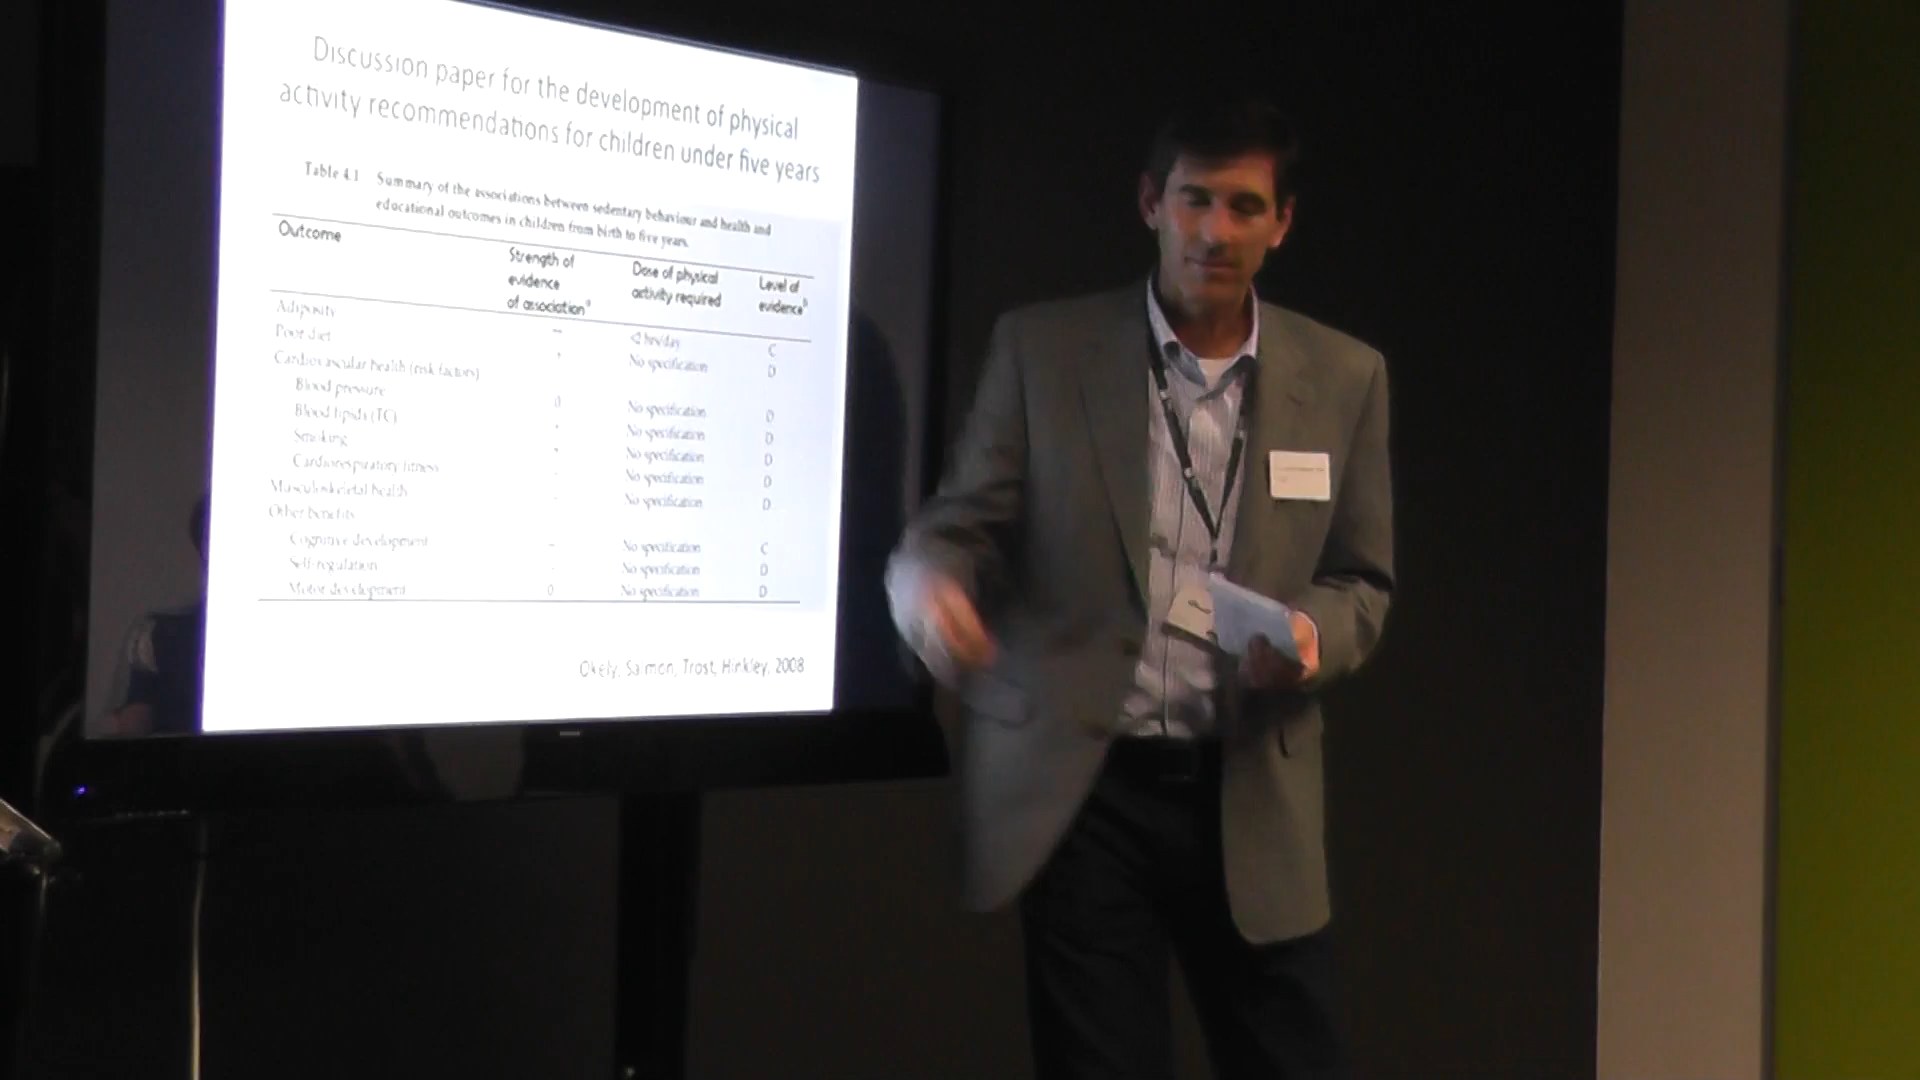 Discussion paper for the development of physical
activity recommendations for children under five years
Table 4.1 Summary of the associations between sedentary behaviour and health and
educational outcomes in children from birth to five years.
Outcome Strength of evidence of association a Dose of physical activity required Level of evidence b
Adiposity — <2 hrs/day C
Poor diet No specification D
Cardiovascular health (risk factors)
Blood pressure 0 No specification D
Blood lipids (TC) No specification D
Smoking No specification D
Cardiorespiratory fitness No specification D
Musculoskeletal health No specification D
Other benefits
Cognitive development – No specification C
Self-regulation No specification D
Motor development 0 No specification D
Okely, Salmon, Trost, Hinkley, 2008